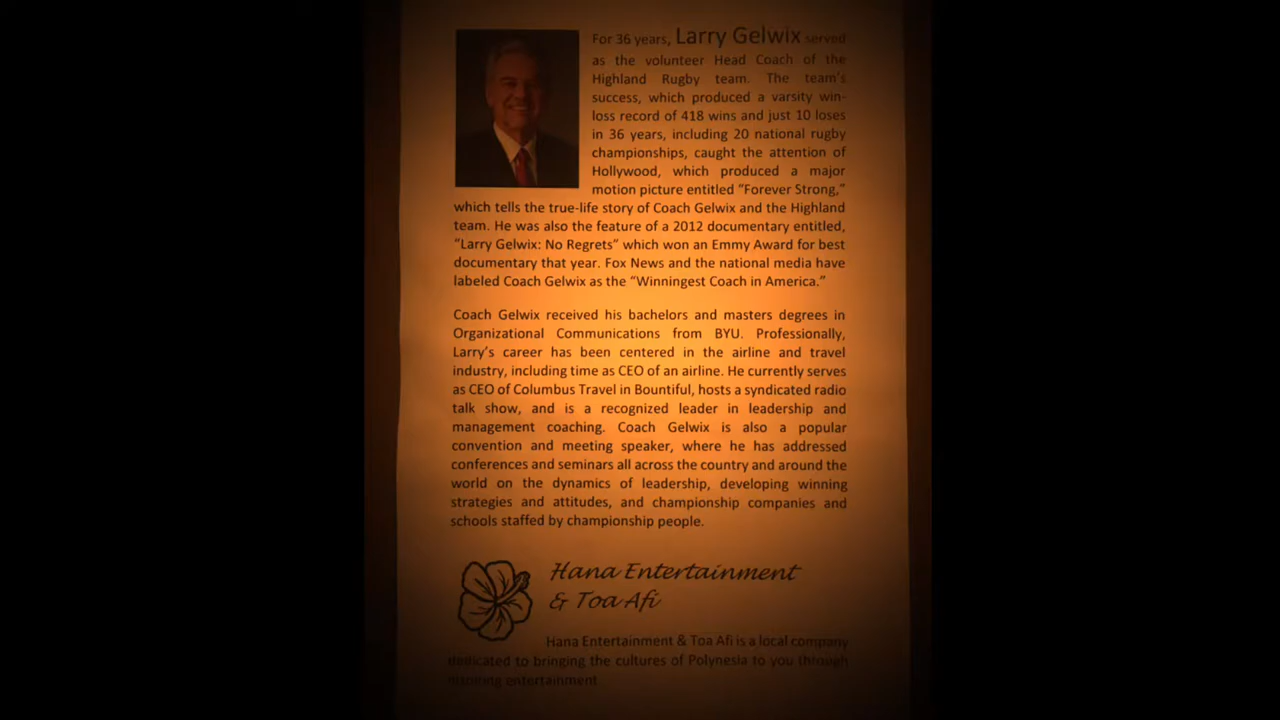 For 36 years, Larry Gelwix served
as the volunteer Head Coach of the
Highland Rugby team. The team's
success, which produced a varsity win-
loss record of 418 wins and just 10 loses
in 36 years, including 20 national rugby
championships, caught the attention of
Hollywood, which produced a major
motion picture entitled "Forever Strong,"
which tells the true-life story of Coach Gelwix and the Highland
team. He was also the feature of a 2012 documentary entitled,
"Larry Gelwix: No Regrets" which won an Emmy Award for best
documentary that year. Fox News and the national media have
labeled Coach Gelwix as the "Winningest Coach in America."
Coach Gelwix received his bachelors and masters degrees in
Organizational Communications from BYU. Professionally,
Larry's career has been centered in the airline and travel
industry, including time as CEO of an airline. He currently serves
as CEO of Columbus Travel in Bountiful, hosts a syndicated radio
talk show, and is a recognized leader in leadership and
management coaching. Coach Gelwix is also a popular
convention and meeting speaker, where he has addressed
conferences and seminars all across the country and around the
world on the dynamics of leadership, developing winning
strategies and attitudes, and championship companies and
schools staffed by championship people.
Hana Entertainment
& Toa Afi
Hana Entertainment & Toa Afi is a local company
dedicated to bringing the cultures of Polynesia to you through
entertainment